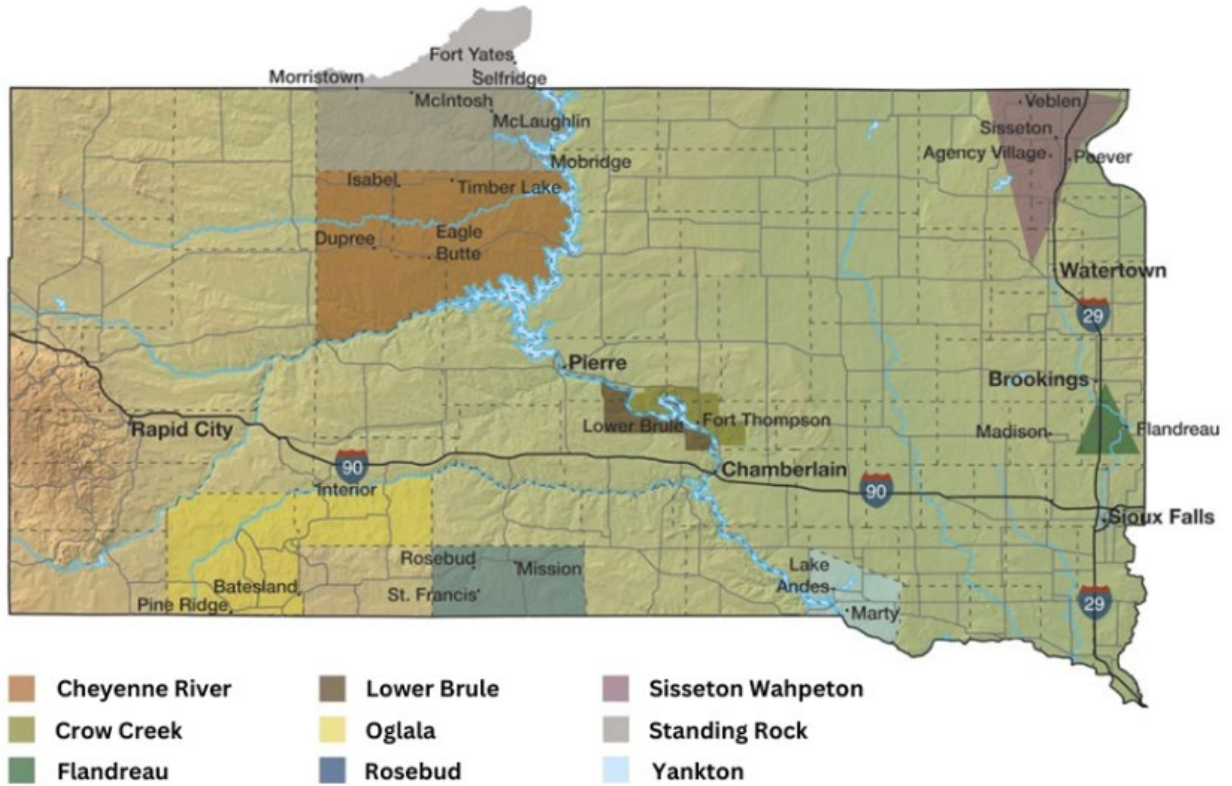 Fort Yates
Morristown
Selfridge
McIntosh
McLaughlin
Veblen
Sisseton
Agency Village
Peever
Mobridge
Isabel
Timber Lake
Dupree
Eagle
Butte
Watertown
29
Pierre
Brookings
Rapid City
Lower Brule
Fort Thompson
Madison
Flandreau
90
Chamberlain
Interior
90
Sioux Falls
Rosebud
Mission
Lake
Andes
Batesland
St. Francis
Pine Ridge
Marty
29
Cheyenne River
Lower Brule
Sisseton Wahpeton
Crow Creek
Oglala
Standing Rock
Flandreau
Rosebud
Yankton